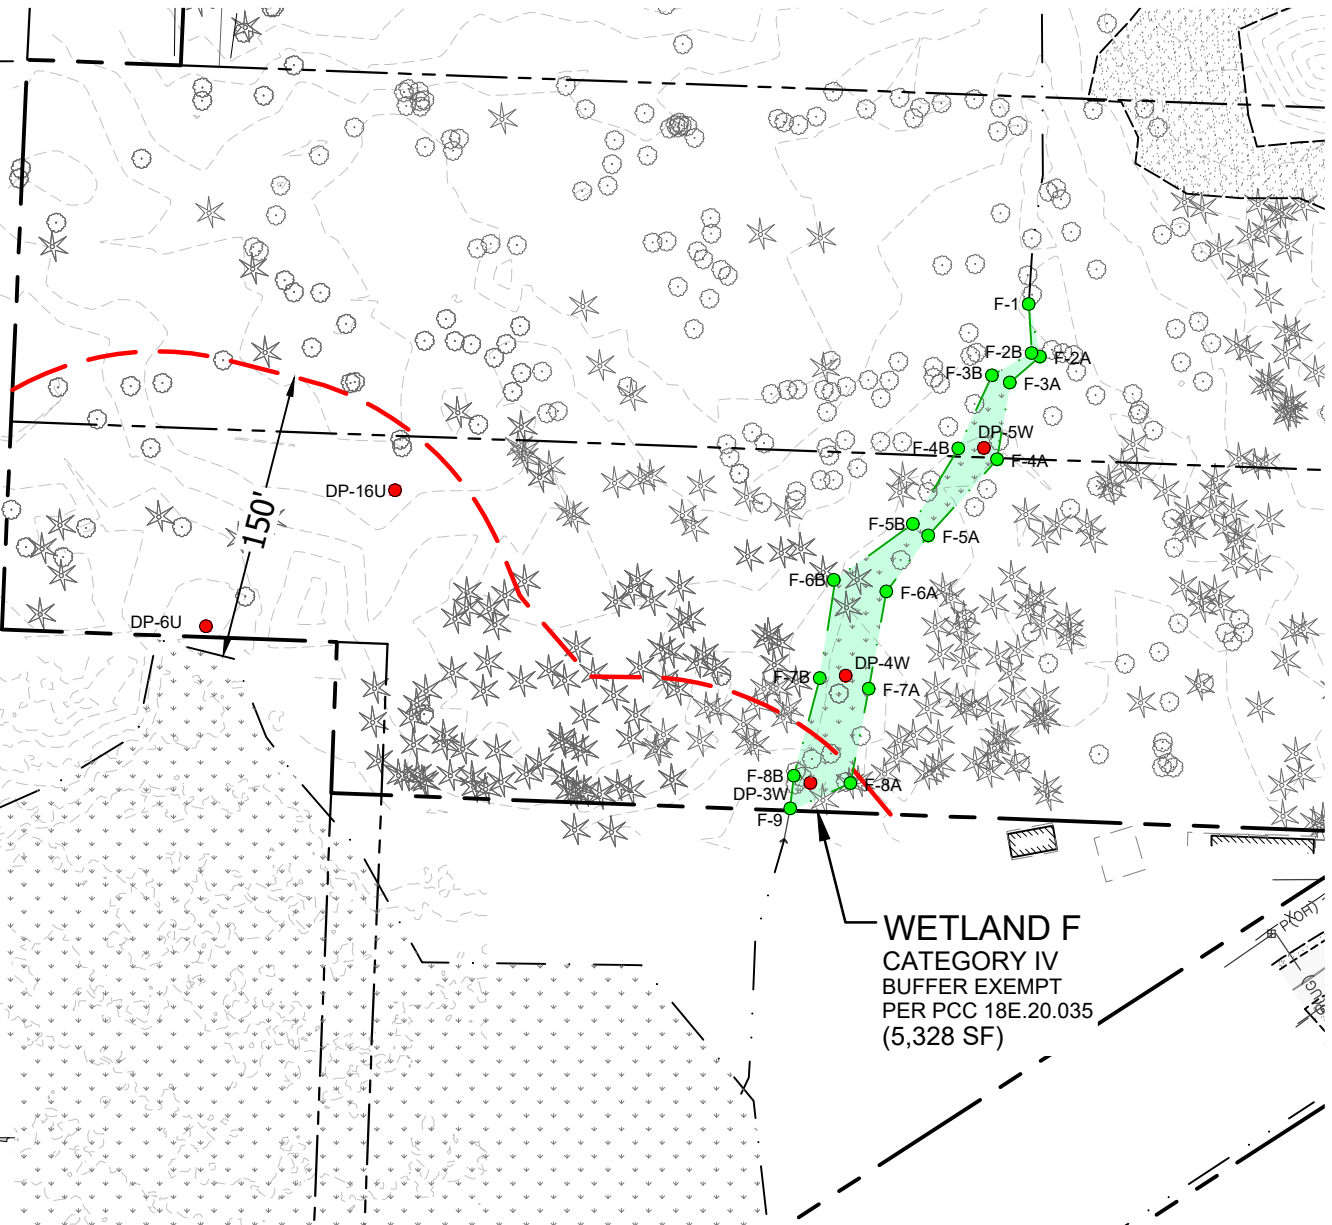 F-1
F-2B
F-2A
F-3B
F-3A
F-4B
DP-5W
F-4A
DP-16U
150'
F-5B
F-5A
F-6B
F-6A
DP-6U
DP-4W
F-7B
F-7A
F-8B
F-8A
DP-3W
F-9
WETLAND F
CATEGORY IV
BUFFER EXEMPT
PER PCC 18E.20.035
(5,328 SF)
P(OH)